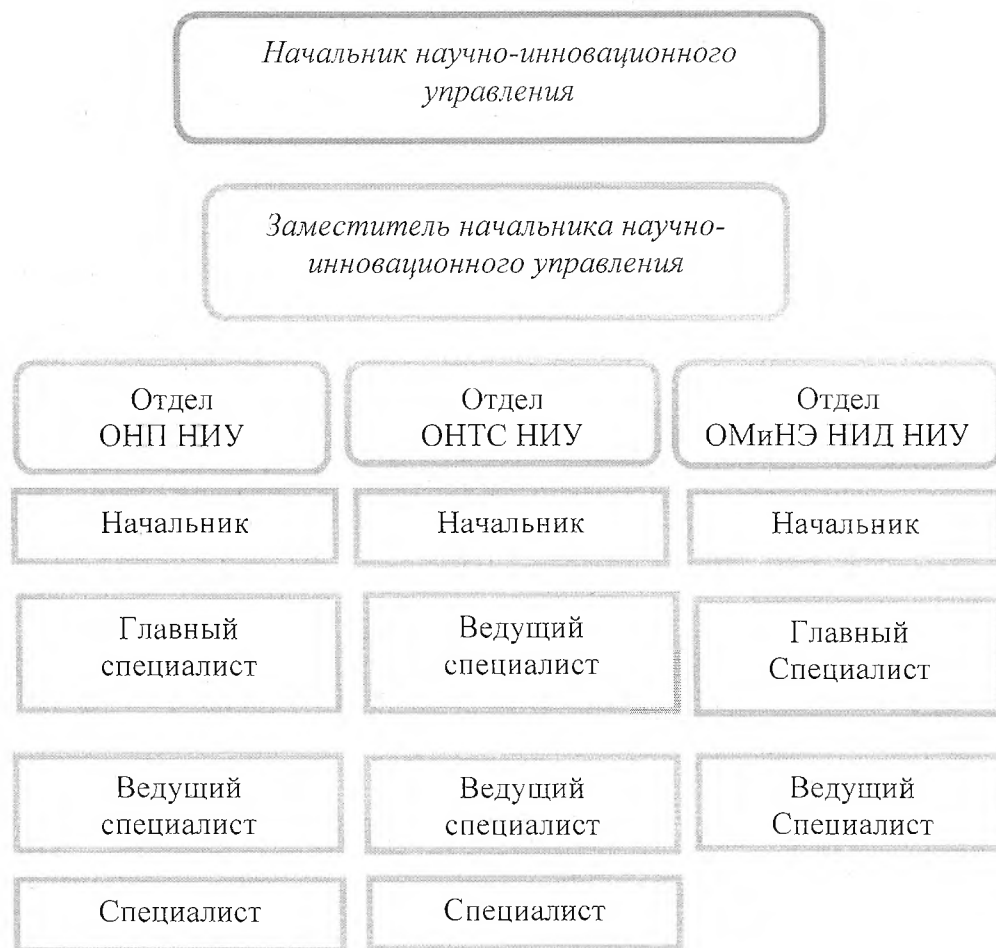 Начальник научно-инновационного
управления
Заместитель начальника научно-
инновационного управления
Отдел
ОНП НИУ
Отдел
ОНТС НИУ
Отдел
ОМиНЭ НИД НИУ
Начальник
Начальник
Начальник
Главный
специалист
Ведущий
специалист
Главный
Специалист
Ведущий
специалист
Ведущий
специалист
Ведущий
Специалист
Специалист
Специалист